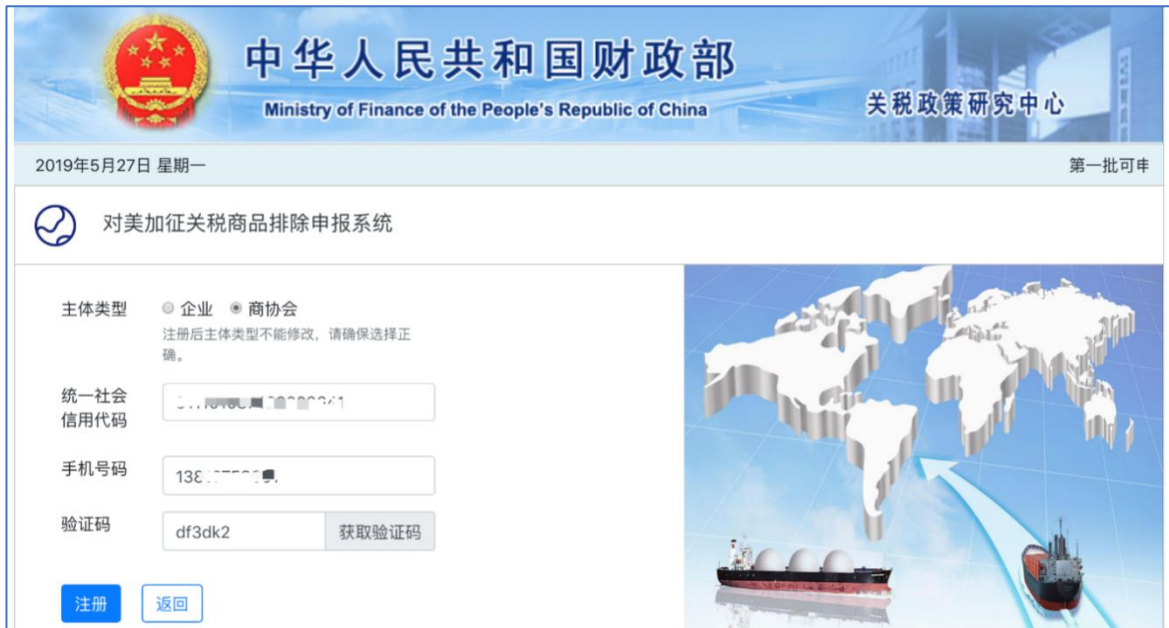 中华人民共和国财政部
Ministry of Finance of the People's Republic of China
关税政策研究中心
2019年5月27日 星期一
第一批可申
对美加征关税商品排除申报系统
主体类型
企业 商协会
注册后主体类型不能修改，请确保选择正
确。
统一社会
信用代码
手机号码
138
验证码
df3dk2
获取验证码
注册
返回